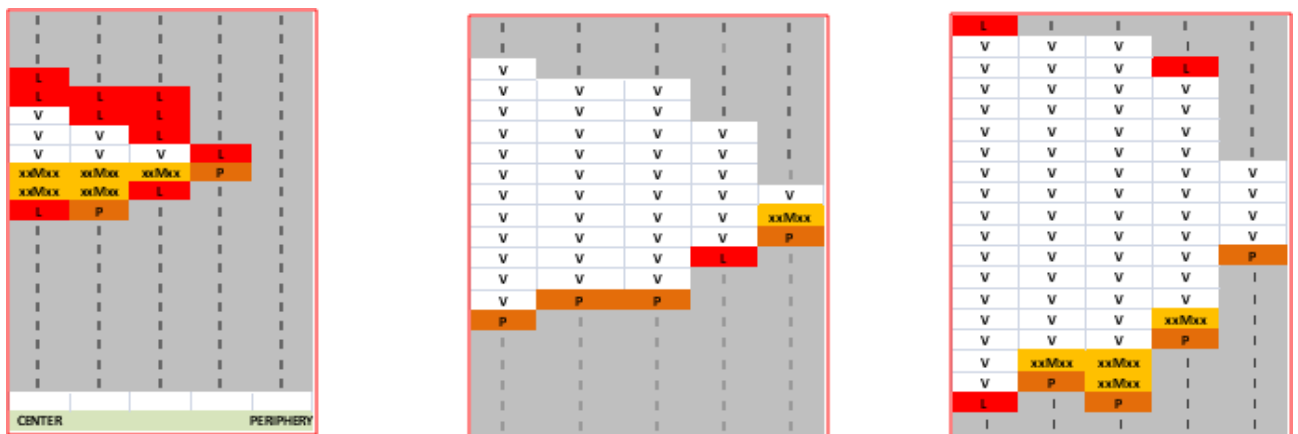 L
L L L
V L L
V V L
V V V L
xxMxx xxMxx xxMxx P
xxMxx xxMxx L
L P
CENTER PERIPHERY
V
V V V
V V V
V V V V
V V V V
V V V V
V V V V V
V V V V xxMxx
V V V V P
V V V L
V V V
V P P
P
L
V V V
V V V L
V V V V
V V V V
V V V V
V V V V
V V V V V
V V V V V
V V V V V
V V V V V
V V V V P
V V V V
V V V V
V V V xxMxx
V V V P
V xxMxx xxMxx
V P xxMxx
L P